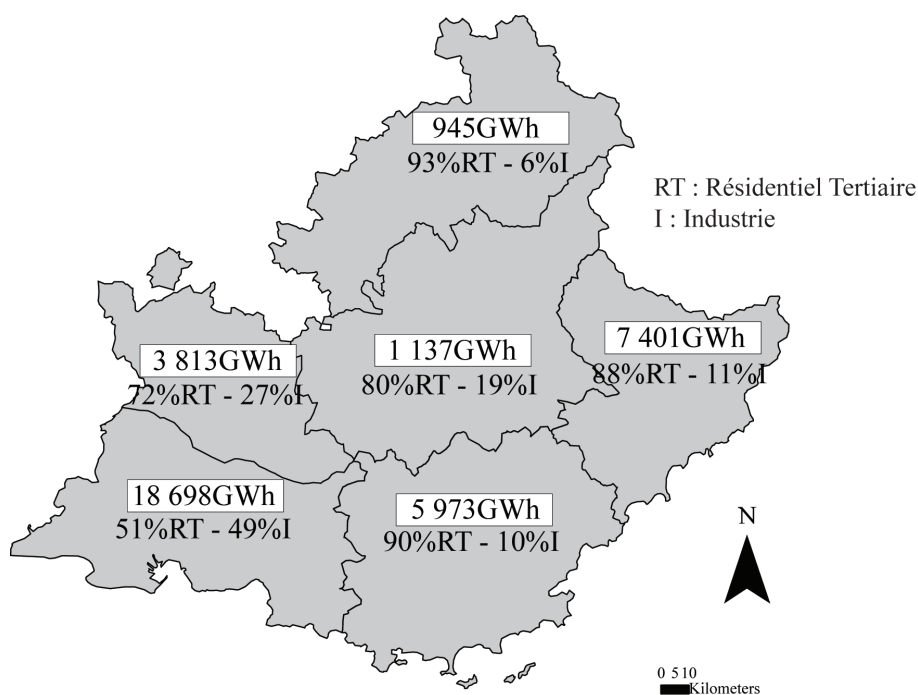 945GWh
93%RT - 6%I
RT : Résidentiel Tertiaire
I : Industrie
7 401GWh
88%RT - 11%I
1 137GWh
80%RT - 19%I
3 813GWh
72%RT - 27%I
18 698GWh
51%RT - 49%I
5 973GWh
90%RT - 10%I
N
0 5 10
Kilometers